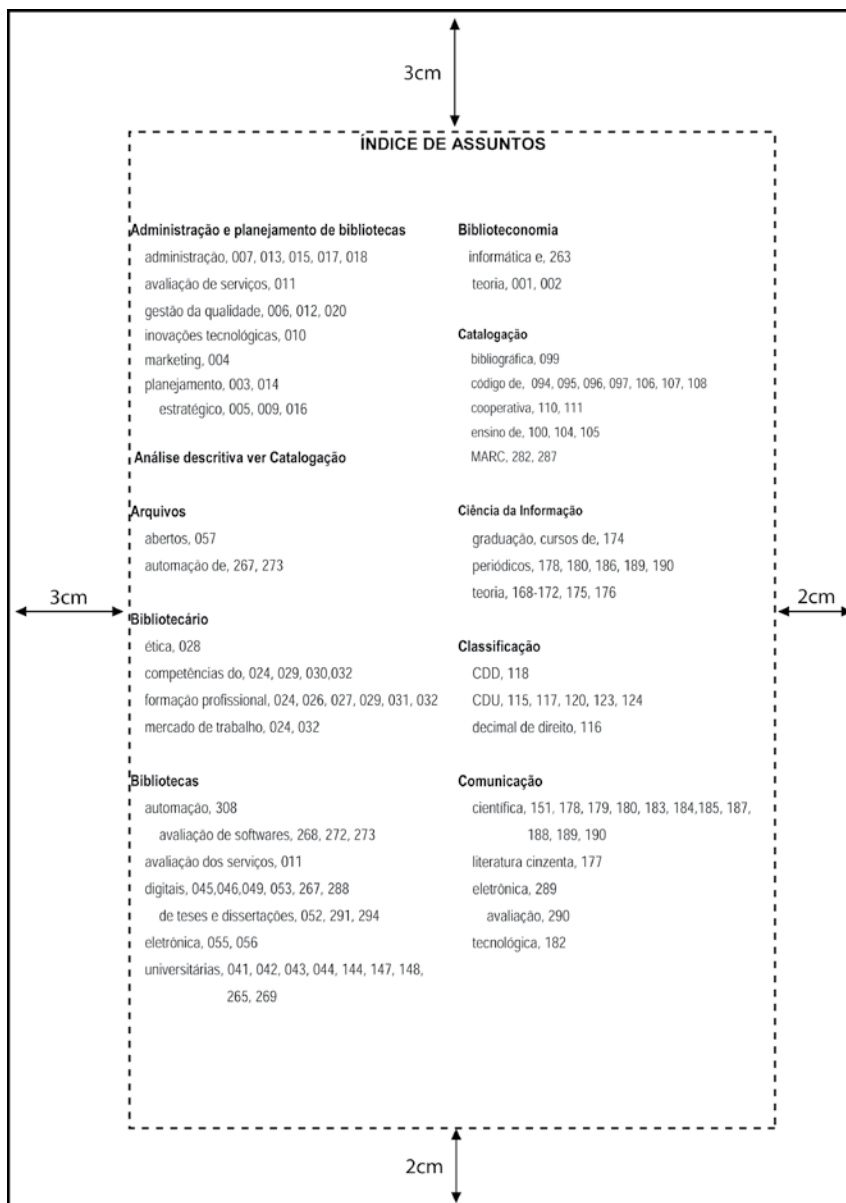 3cm
ÍNDICE DE ASSUNTOS
Administração e planejamento de bibliotecas
administração, 007, 013, 015, 017, 018
avaliação de serviços, 011
gestão da qualidade, 006, 012, 020
inovações tecnológicas, 010
marketing, 004
planejamento, 003, 014
estratégico, 005, 009, 016
Análise descritiva ver Catalogação
Arquivos
abertos, 057
automação de, 267, 273
Bibliotecário
ética, 028
competências do, 024, 029, 030,032
formação profissional, 024, 026, 027, 029, 031, 032
mercado de trabalho, 024, 032
Bibliotecas
automação, 308
avaliação de softwares, 268, 272, 273
avaliação dos serviços, 011
digitais, 045,046,049, 053, 267, 288
de teses e dissertações, 052, 291, 294
eletrônica, 055, 056
universitárias, 041, 042, 043, 044, 144, 147, 148,
265, 269
Biblioteconomia
informática e, 263
teoria, 001, 002
Catalogação
bibliográfica, 099
código de, 094, 095, 096, 097, 106, 107, 108
cooperativa, 110, 111
ensino de, 100, 104, 105
MARC, 282, 287
Ciência da Informação
graduação, cursos de, 174
periódicos, 178, 180, 186, 189, 190
teoria, 168-172, 175, 176
Classificação
CDD, 118
CDU, 115, 117, 120, 123, 124
decimal de direito, 116
Comunicação
científica, 151, 178, 179, 180, 183, 184,185, 187,
188, 189, 190
literatura cinzenta, 177
eletrônica, 289
avaliação, 290
tecnológica, 182
3cm
2cm
2cm